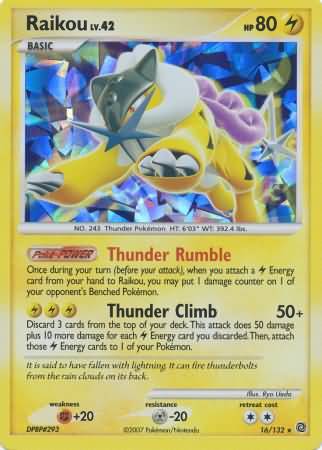 Raikou LV.42 HP 80
BASIC
NO. 243 Thunder Pokémon HT: 6'03" WT: 392.4 lbs.
Poké-POWER Thunder Rumble
Once during your turn (before your attack), when you attach a Energy
card from your hand to Raikou, you may put 1 damage counter on 1
of your opponent's Benched Pokémon.
Thunder Climb 50+
Discard 3 cards from the top of your deck. This attack does 50 damage
plus 10 more damage for each Energy card you discarded. Then, attach
those Energy cards to 1 of your Pokémon.
It is said to have fallen with lightning. It can fire thunderbolts
from the rain clouds on its back.
Illus. Ryo Ueda
weakness resistance retreat cost
+20 -20
DPBP#293 ©2007 Pokémon/Nintendo 16/132 ★